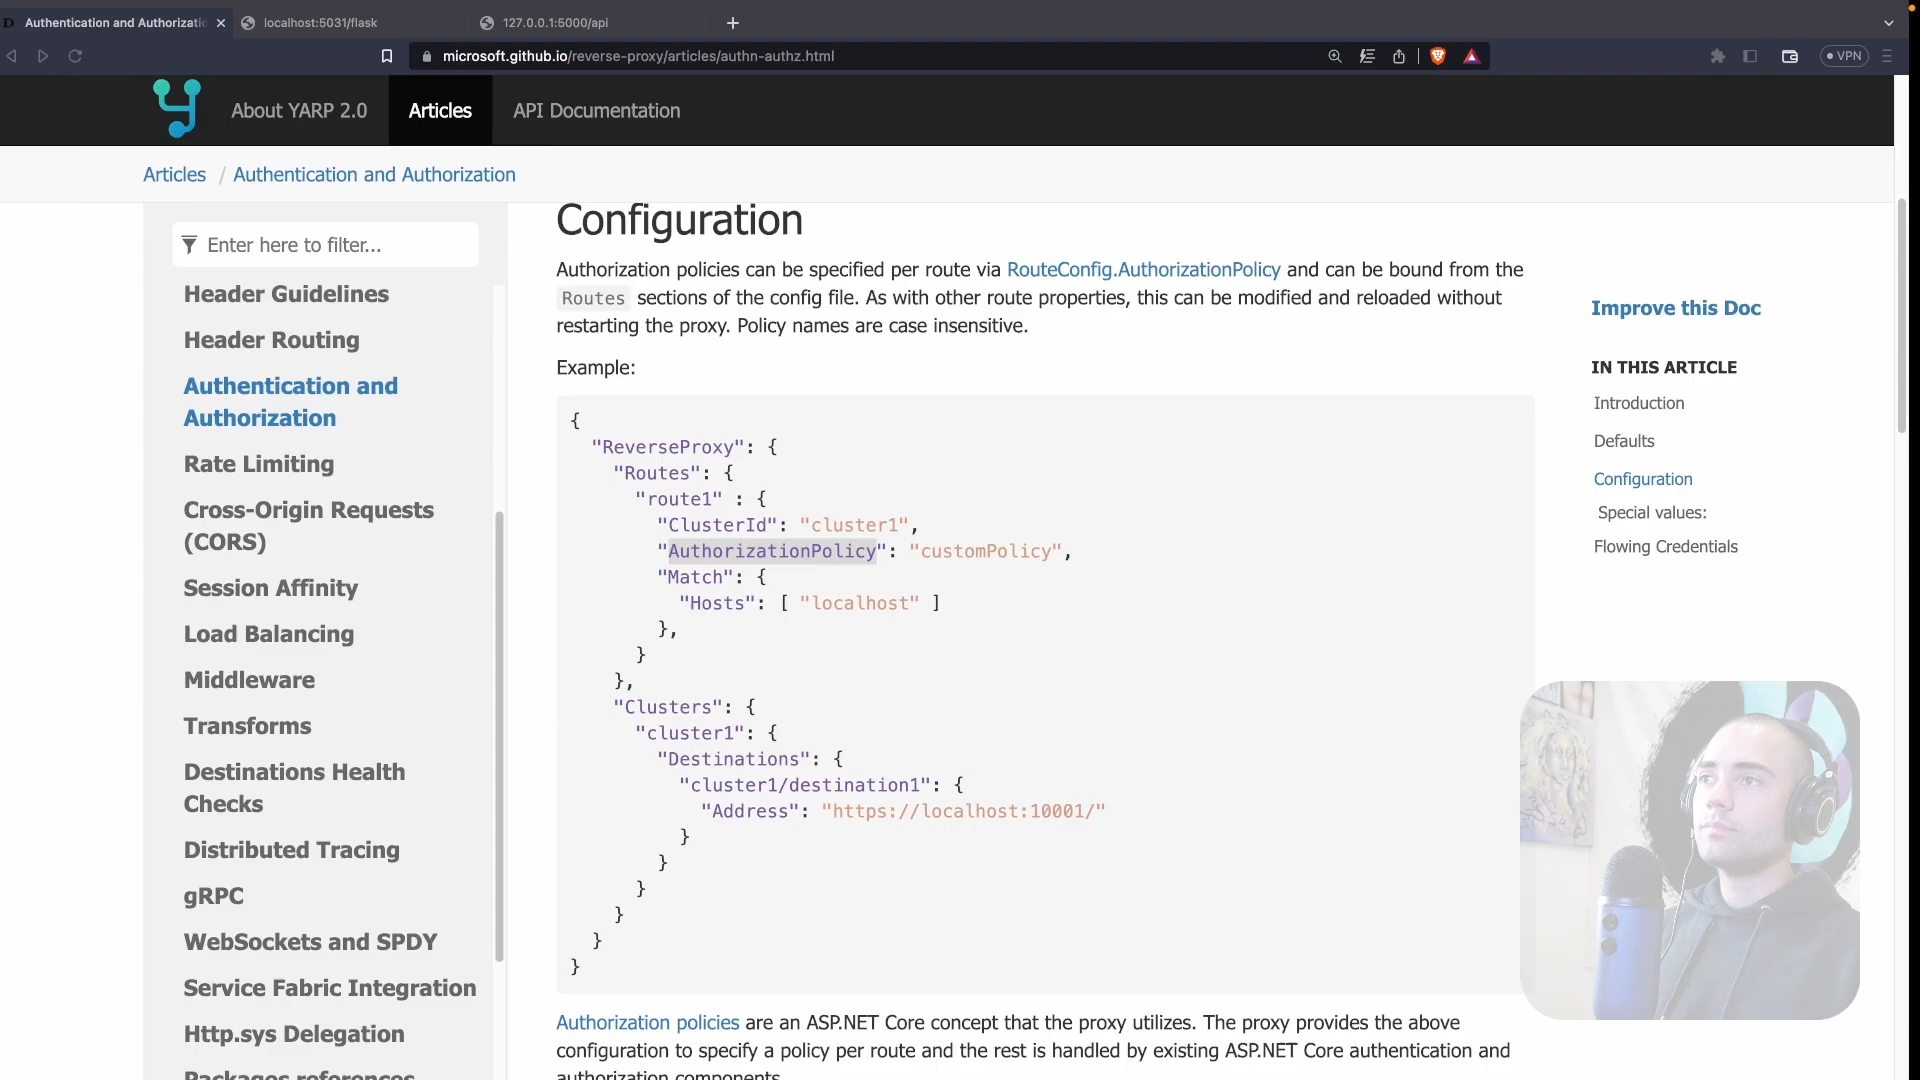 Authentication and Authorizatic
localhost:5031/flask
127.0.0.1:5000/api
microsoft.github.io/reverse-proxy/articles/authn-authz.html
VPN
About YARP 2.0
Articles
API Documentation
Articles / Authentication and Authorization
Enter here to filter...
Header Guidelines
Header Routing
Authentication and
Authorization
Rate Limiting
Cross-Origin Requests
(CORS)
Session Affinity
Load Balancing
Middleware
Transforms
Destinations Health
Checks
Distributed Tracing
gRPC
WebSockets and SPDY
Service Fabric Integration
Http.sys Delegation
Packages references
Configuration
Authorization policies can be specified per route via RouteConfig.AuthorizationPolicy and can be bound from the
Routes sections of the config file. As with other route properties, this can be modified and reloaded without
restarting the proxy. Policy names are case insensitive.
Example:
{
"ReverseProxy": {
"Routes": {
"route1" : {
"ClusterId": "cluster1",
"AuthorizationPolicy": "customPolicy",
"Match": {
"Hosts": [ "localhost" ]
},
}
},
"Clusters": {
"cluster1": {
"Destinations": {
"cluster1/destination1": {
"Address": "https://localhost:10001/"
}
}
}
}
}
}
Authorization policies are an ASP.NET Core concept that the proxy utilizes. The proxy provides the above
configuration to specify a policy per route and the rest is handled by existing ASP.NET Core authentication and
authorization components.
Improve this Doc
IN THIS ARTICLE
Introduction
Defaults
Configuration
Special values:
Flowing Credentials